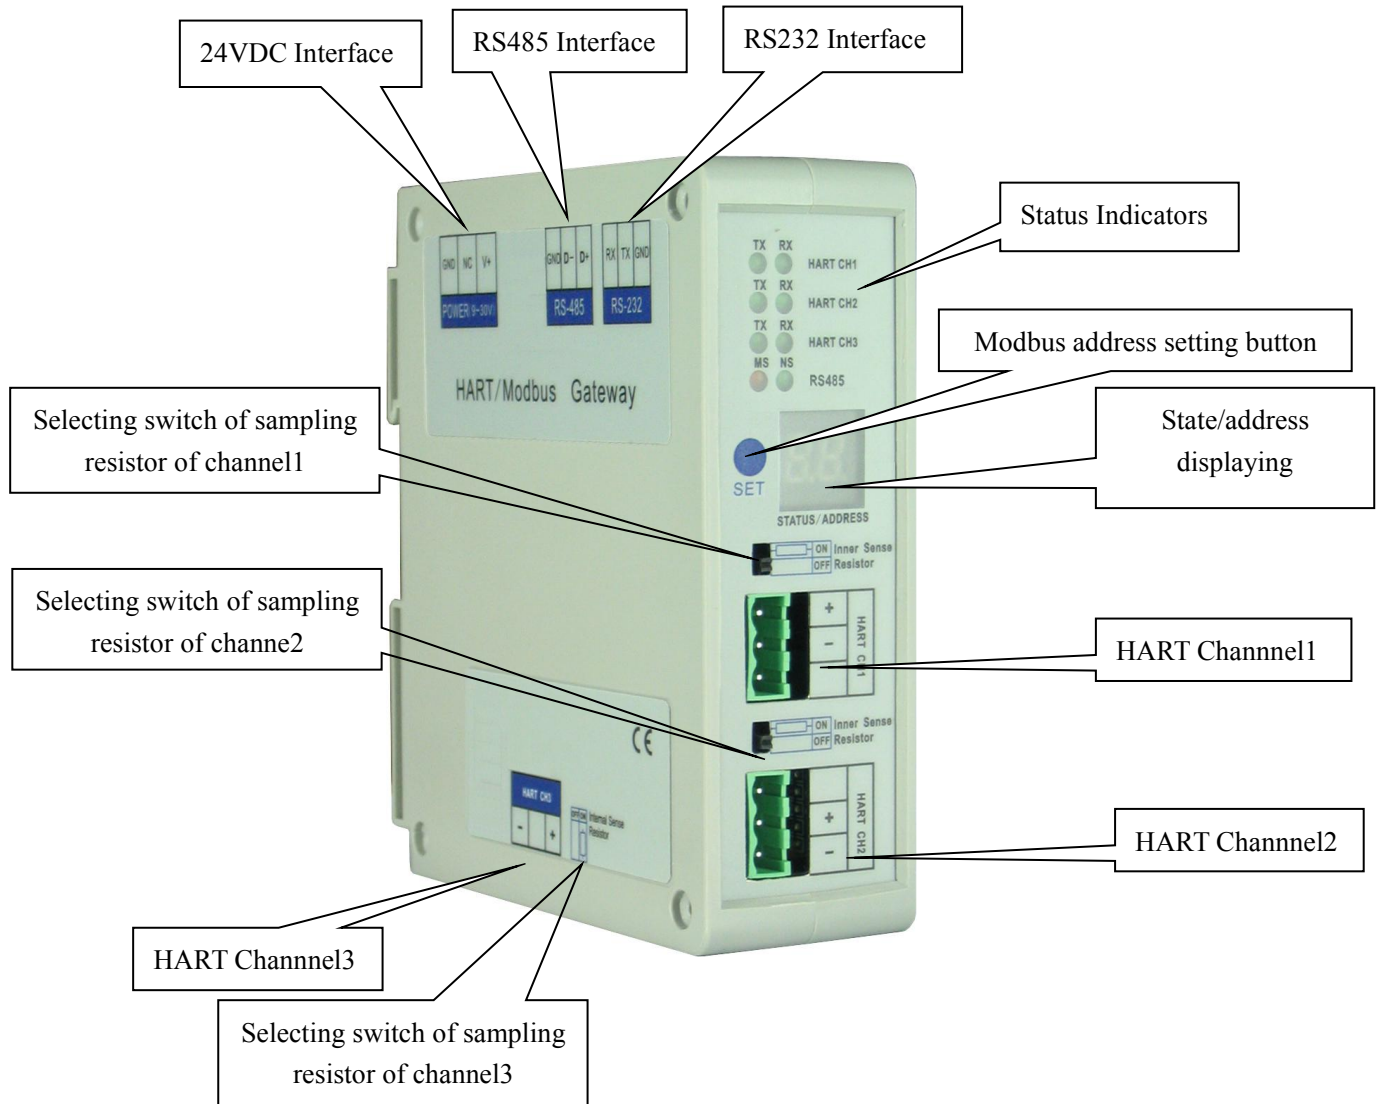 24VDC Interface
RS485 Interface
RS232 Interface
Status Indicators
Modbus address setting button
State/address
displaying
Selecting switch of sampling
resistor of channel1
Selecting switch of sampling
resistor of channe2
HART Channnel1
HART Channnel2
HART Channnel3
Selecting switch of sampling
resistor of channel3
GND NC V+
POWER(9~30V)
GND D- D+
RS-485
RX TX GND
RS-232
HART/Modbus Gateway
TX RX
HART CH1
TX RX
HART CH2
TX RX
HART CH3
MS NS
RS485
SET
STATUS/ADDRESS
ON Inner Sense
OFF Resistor
+
-
HART CH1
ON Inner Sense
OFF Resistor
+
-
HART CH2
CE
HART CH3
- +
OFF ON
Internal Sense
Resistor